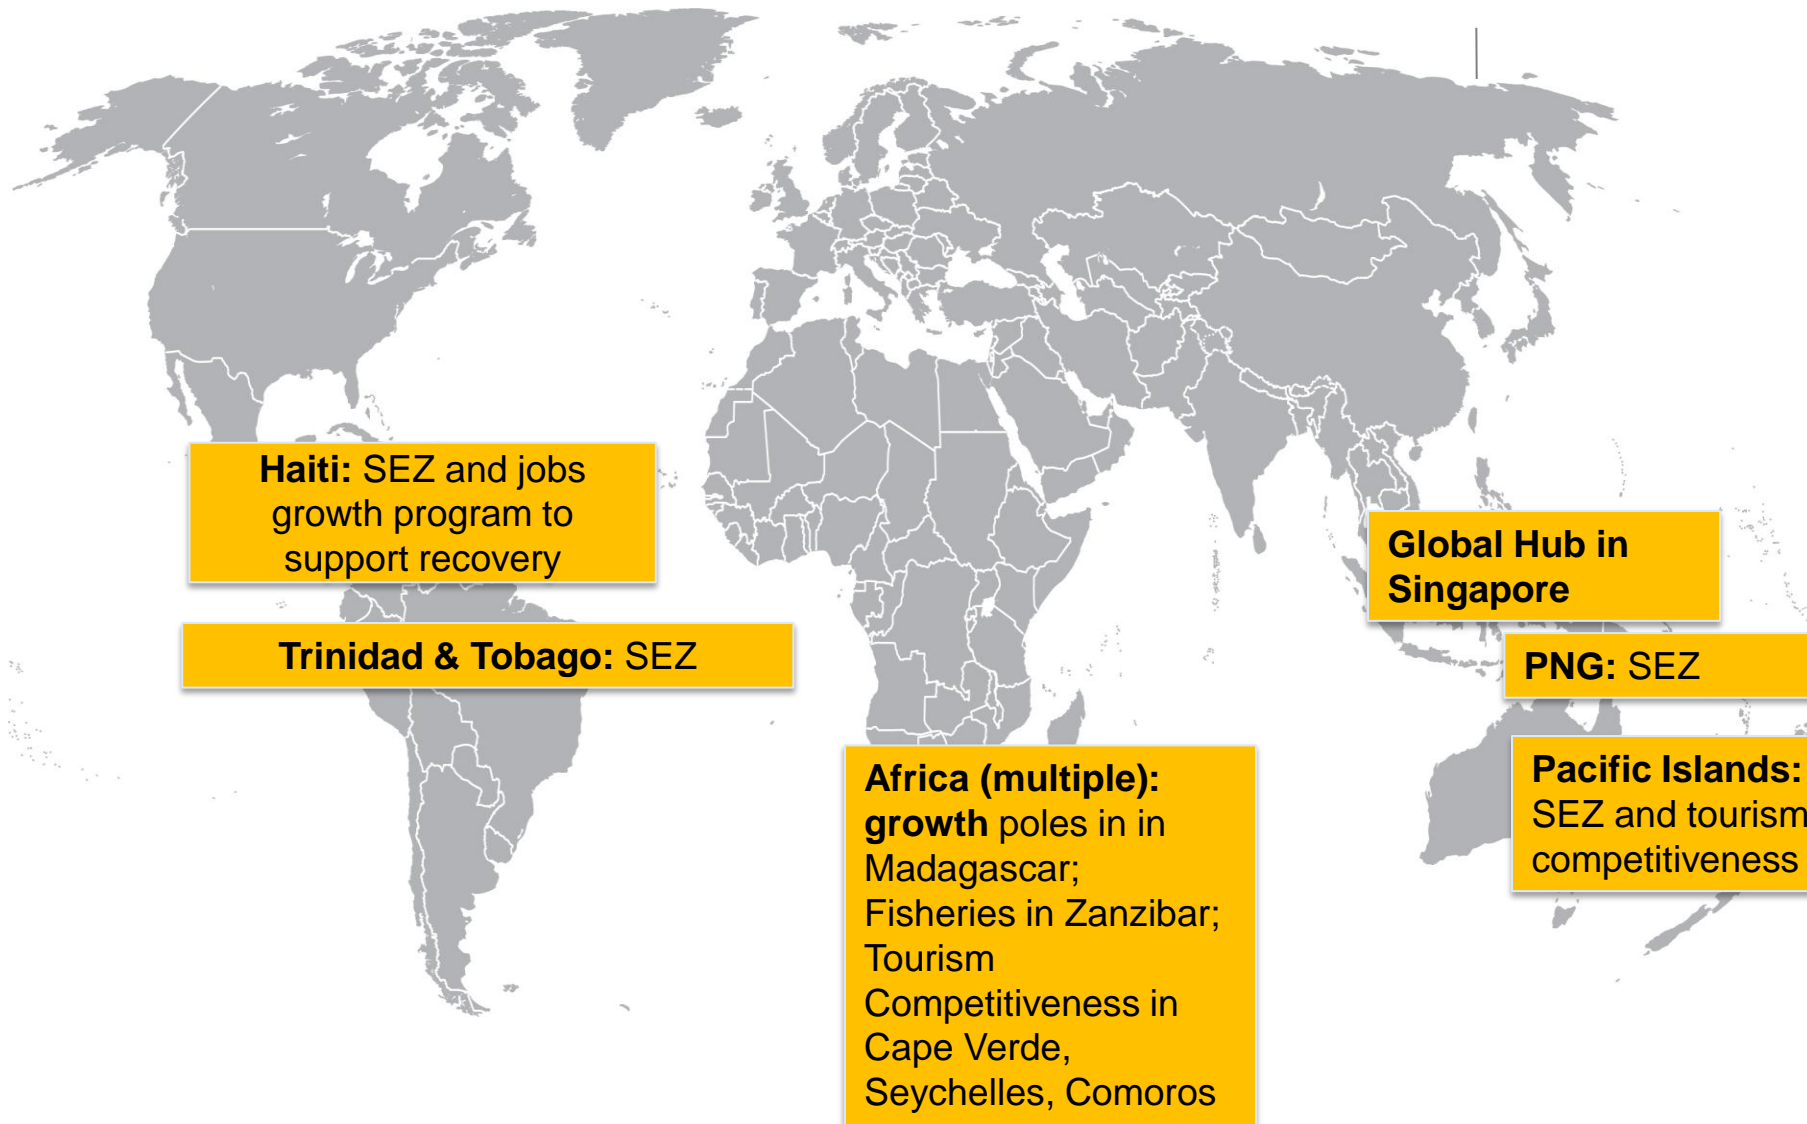 Haiti: SEZ and jobs
growth program to
support recovery
Trinidad & Tobago: SEZ
Global Hub in
Singapore
PNG: SEZ
Pacific Islands:
SEZ and tourism
competitiveness
Africa (multiple):
growth poles in in
Madagascar;
Fisheries in Zanzibar;
Tourism
Competitiveness in
Cape Verde,
Seychelles, Comoros